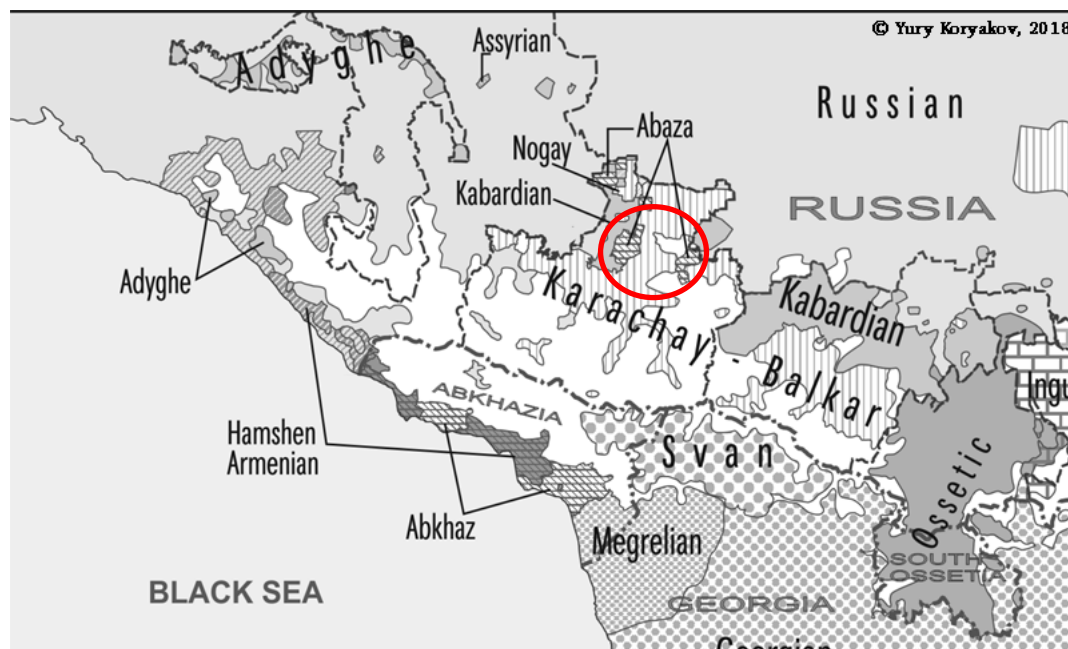 © Yury Koryakov, 2018
Adyghe
Assyrian
Russian
Abaza
Nogay
Kabardian
RUSSIA
Adyghe
Karachay - Balkar
Kabardian
ABKHAZIA
Hamshen
Armenian
Svan
Ossetic
Abkhaz
Megrelian
SOUTH
OSSETIA
BLACK SEA
GEORGIA